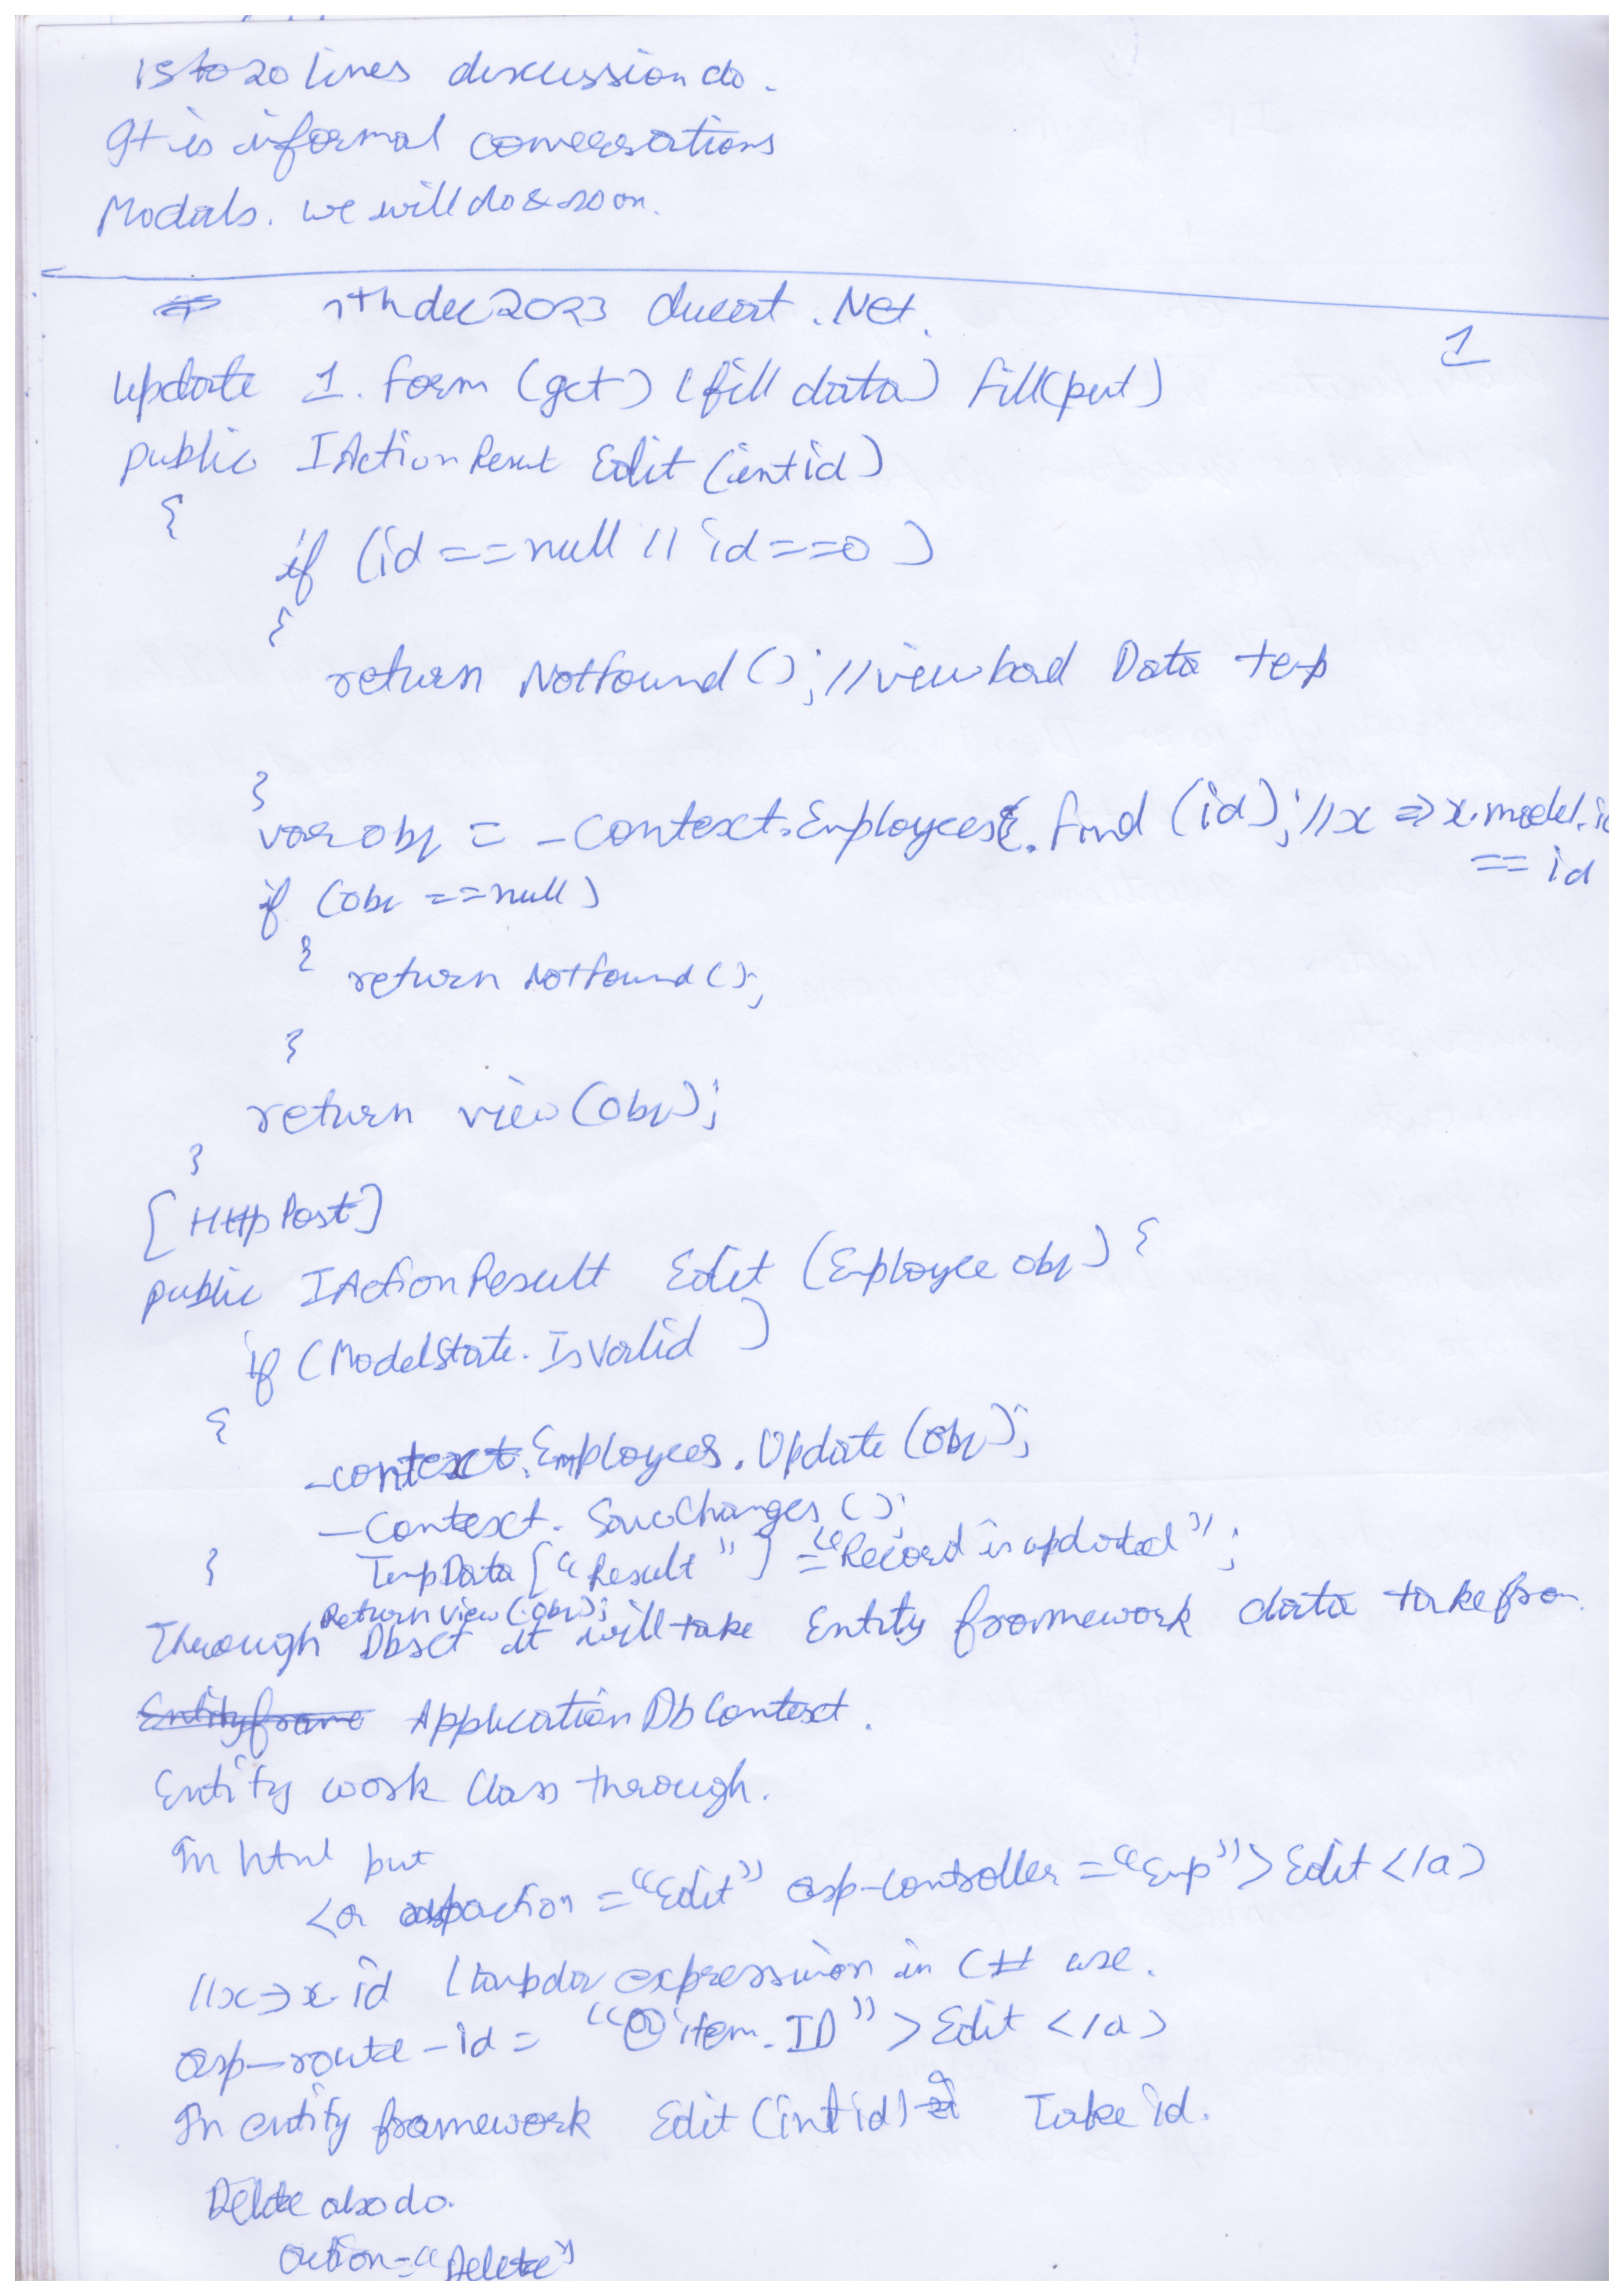 15 to 20 lines discussion do.
It is informal conversations
Modals. we will do & so on.
7th dec 2023 ducat .Net.
1
Update 1. form (get) (fill data) fill (put)
public IActionResut Edit (int id)
{
if (id == null || id == 0 )
{
return NotFound (); // view bad Data temp
}
var obj = _Context.Employees. Find (id); // x => x.model.id
== id
if (obj == null)
{ return NotFound ();
}
return view (obj);
}
[HttpPost]
public IActionResult Edit (Employee obj) {
if (ModelState. IsValid )
{
_context.Employees. Update (obj);
_Context. SaveChanges ();
} TempData ["Result"] = "Record is updated";
Return view (obj);
Through Dbset it will take Entity framework data take from
Entityframe ApplicationDbContext.
Entity work Class through.
In html put
<a aspaction = "Edit" asp-controller = "Emp"> Edit </a>
// x => x.id lambda expression in C# use.
asp-route-id = "@item.ID"> Edit </a>
In entity framework Edit (int id) Take id.
Delete also do.
action = "Delete"